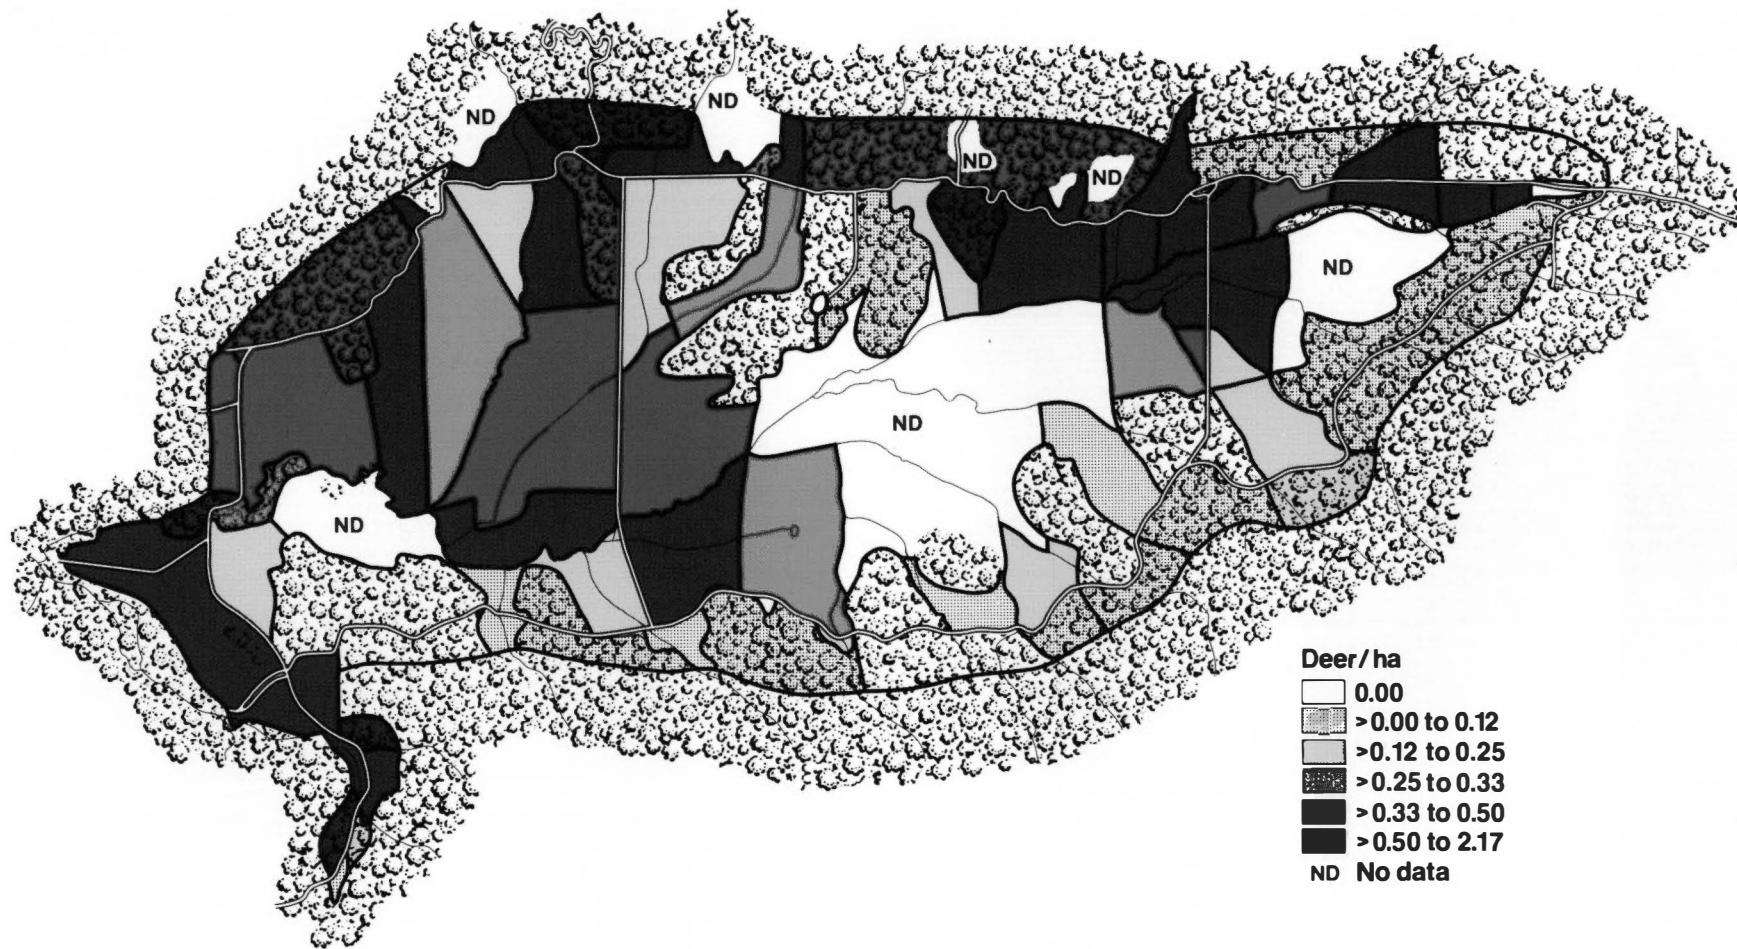 ND
ND
ND
ND
ND
ND
ND
Deer/ha
0.00
>0.00 to 0.12
>0.12 to 0.25
>0.25 to 0.33
>0.33 to 0.50
>0.50 to 2.17
ND No data